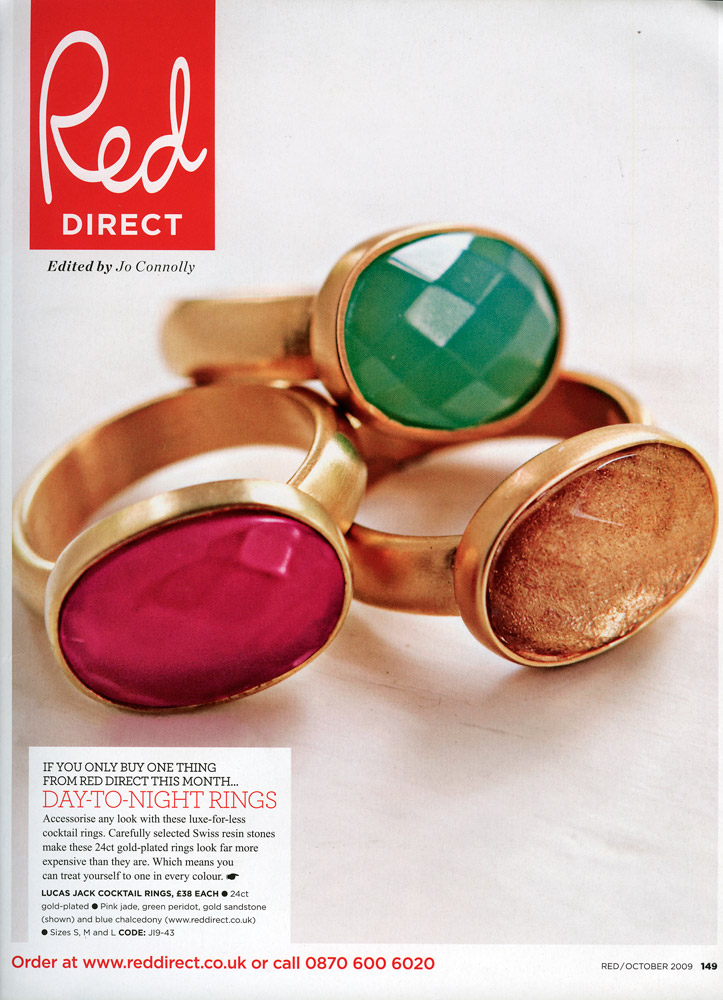 Red
DIRECT
Edited by Jo Connolly
IF YOU ONLY BUY ONE THING
FROM RED DIRECT THIS MONTH...
DAY-TO-NIGHT RINGS
Accessorise any look with these luxe-for-less
cocktail rings. Carefully selected Swiss resin stones
make these 24ct gold-plated rings look far more
expensive than they are. Which means you
can treat yourself to one in every colour. ☛
LUCAS JACK COCKTAIL RINGS, £38 EACH ● 24ct
gold-plated ● Pink jade, green peridot, gold sandstone
(shown) and blue chalcedony (www.reddirect.co.uk)
● Sizes S, M and L CODE: JI9-43
Order at www.reddirect.co.uk or call 0870 600 6020
RED/OCTOBER 2009 149